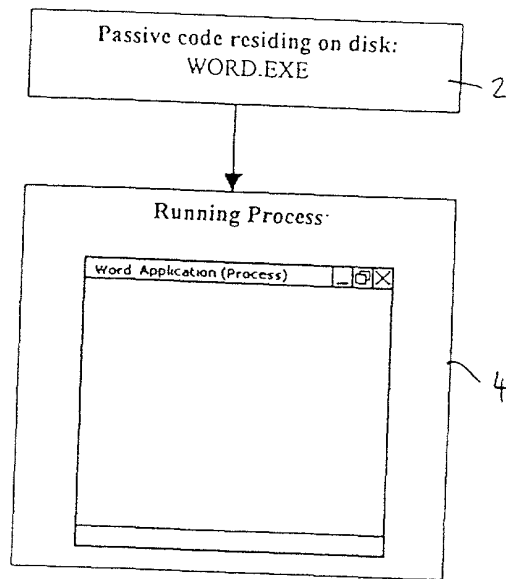 Passive code residing on disk:
WORD.EXE
2
Running Process
Word Application (Process)
4